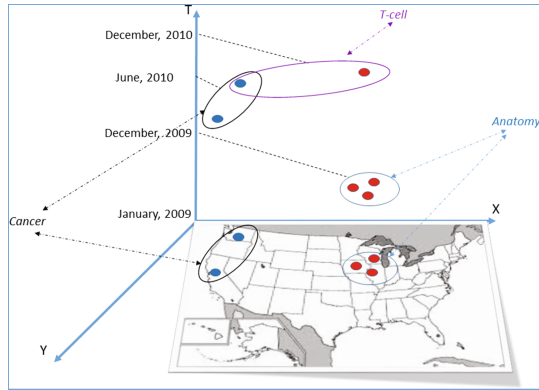 T
T-cell
December, 2010
June, 2010
Anatomy
December, 2009
January, 2009
X
Cancer
Y